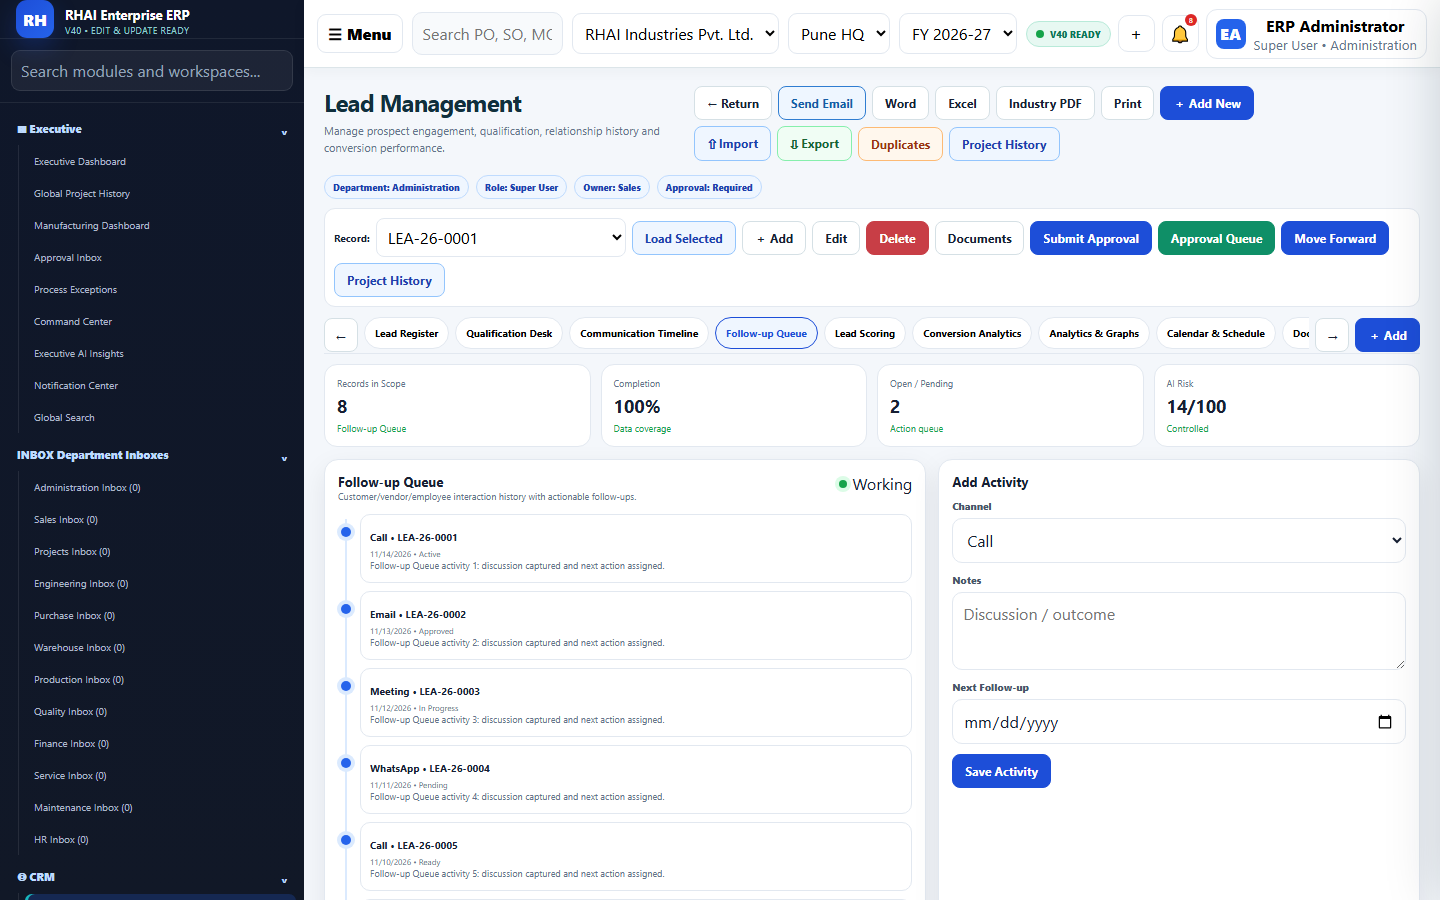 RH
RHAI Enterprise ERP
V40 • EDIT & UPDATE READY
Search modules and workspaces...
Executive
Executive Dashboard
Global Project History
Manufacturing Dashboard
Approval Inbox
Process Exceptions
Command Center
Executive AI Insights
Notification Center
Global Search
INBOX Department Inboxes
Administration Inbox (0)
Sales Inbox (0)
Projects Inbox (0)
Engineering Inbox (0)
Purchase Inbox (0)
Warehouse Inbox (0)
Production Inbox (0)
Quality Inbox (0)
Finance Inbox (0)
Service Inbox (0)
Maintenance Inbox (0)
HR Inbox (0)
CRM
☰ Menu
Search PO, SO, MC
RHAI Industries Pvt. Ltd.
Pune HQ
FY 2026-27
V40 READY
+
8
EA
ERP Administrator
Super User • Administration
Lead Management
Manage prospect engagement, qualification, relationship history and
conversion performance.
← Return
Send Email
Word
Excel
Industry PDF
Print
+ Add New
⇧ Import
⇩ Export
Duplicates
Project History
Department: Administration
Role: Super User
Owner: Sales
Approval: Required
Record:
LEA-26-0001
Load Selected
+ Add
Edit
Delete
Documents
Submit Approval
Approval Queue
Move Forward
Project History
←
Lead Register
Qualification Desk
Communication Timeline
Follow-up Queue
Lead Scoring
Conversion Analytics
Analytics & Graphs
Calendar & Schedule
Doc
→
+ Add
Records in Scope
8
Follow-up Queue
Completion
100%
Data coverage
Open / Pending
2
Action queue
AI Risk
14/100
Controlled
Follow-up Queue
Customer/vendor/employee interaction history with actionable follow-ups.
Working
Call • LEA-26-0001
11/14/2026 • Active
Follow-up Queue activity 1: discussion captured and next action assigned.
Email • LEA-26-0002
11/13/2026 • Approved
Follow-up Queue activity 2: discussion captured and next action assigned.
Meeting • LEA-26-0003
11/12/2026 • In Progress
Follow-up Queue activity 3: discussion captured and next action assigned.
WhatsApp • LEA-26-0004
11/11/2026 • Pending
Follow-up Queue activity 4: discussion captured and next action assigned.
Call • LEA-26-0005
11/10/2026 • Ready
Follow-up Queue activity 5: discussion captured and next action assigned.
Add Activity
Channel
Call
Notes
Discussion / outcome
Next Follow-up
mm/dd/yyyy
Save Activity